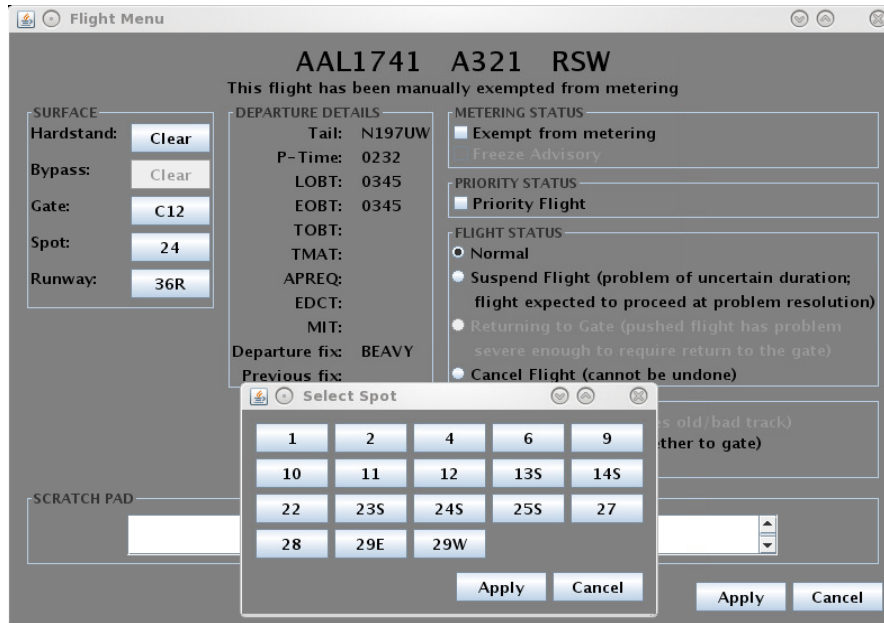 Flight Menu
AAL1741 A321 RSW
This flight has been manually exempted from metering
SURFACE
Hardstand: Clear
Bypass: Clear
Gate: C12
Spot: 24
Runway: 36R
DEPARTURE DETAILS
Tail: N197UW
P-Time: 0232
LOBT: 0345
EOBT: 0345
TOBT:
TMAT:
APREQ:
EDCT:
MIT:
Departure fix: BEAVY
Previous fix:
METERING STATUS
Exempt from metering
Freeze Advisory
PRIORITY STATUS
Priority Flight
FLIGHT STATUS
Normal
Suspend Flight (problem of uncertain duration;
flight expected to proceed at problem resolution)
Returning to Gate (pushed flight has problem
severe enough to require return to the gate)
Cancel Flight (cannot be undone)
old/bad track)
to gate)
Select Spot
1 2 4 6 9
10 11 12 13S 14S
22 23S 24S 25S 27
28 29E 29W
Apply Cancel
SCRATCH PAD
Apply Cancel